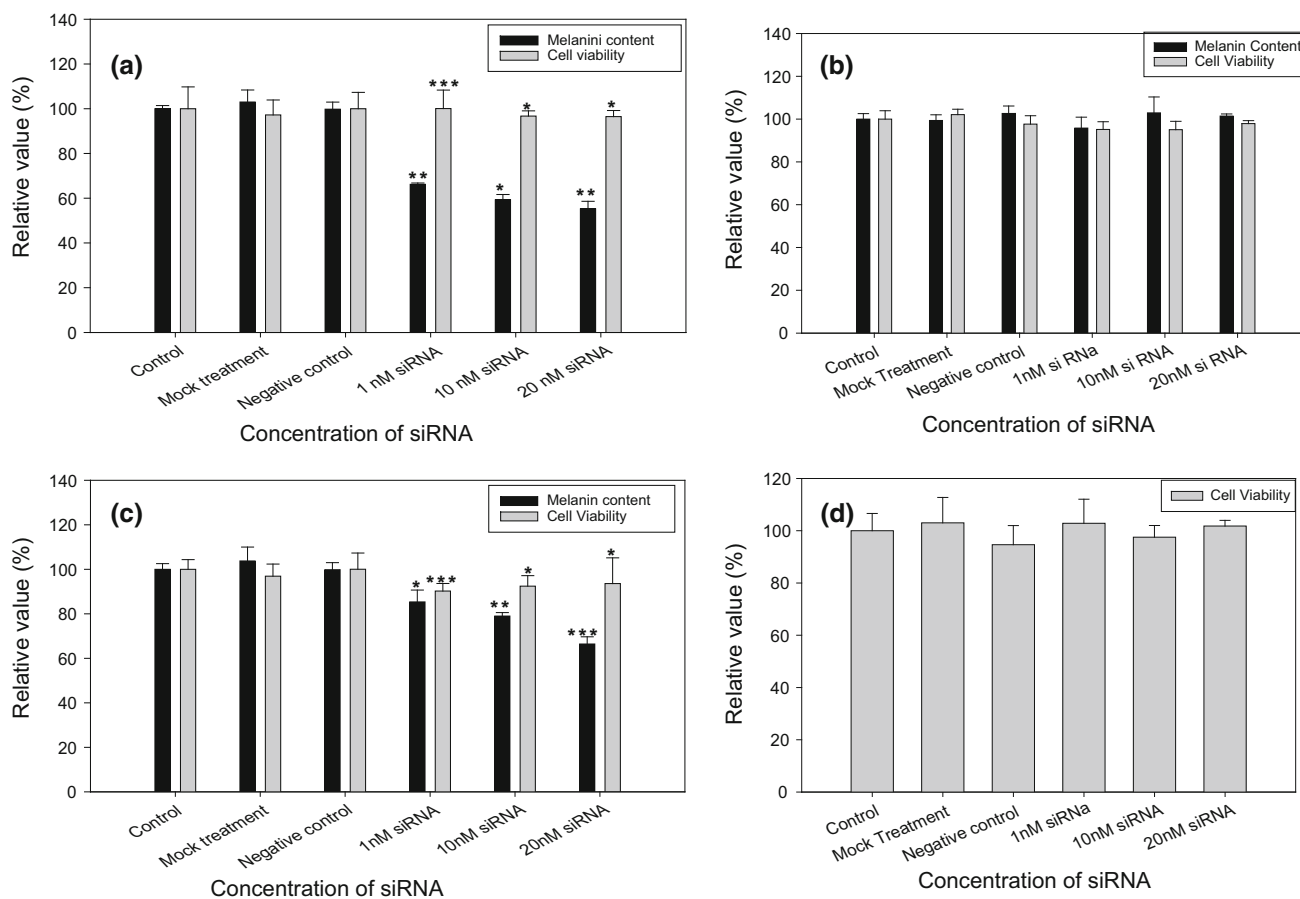 (a)
Relative value (%)
140
120
100
80
60
40
20
0
Melanini content
Cell viability
** *** * * ** *
Control
Mock treatment
Negative control
1 nM siRNA
10 nM siRNA
20 nM siRNA
Concentration of siRNA
(b)
Relative value (%)
140
120
100
80
60
40
20
0
Melanin Content
Cell Viability
Control
Mock Treatment
Negative control
1nM si RNa
10nM si RNA
20nM si RNA
Concentration of siRNA
(c)
Relative value (%)
140
120
100
80
60
40
20
0
Melanin content
Cell Viability
* *** ** * *** *
Control
Mock treatment
Negative control
1nM siRNA
10nM siRNA
20nM siRNA
Concentration of siRNA
(d)
Relative value (%)
120
100
80
60
40
20
0
Cell Viability
Control
Mock Treatment
Negative control
1nM siRNa
10nM siRNA
20nM siRNA
Concentration of siRNA